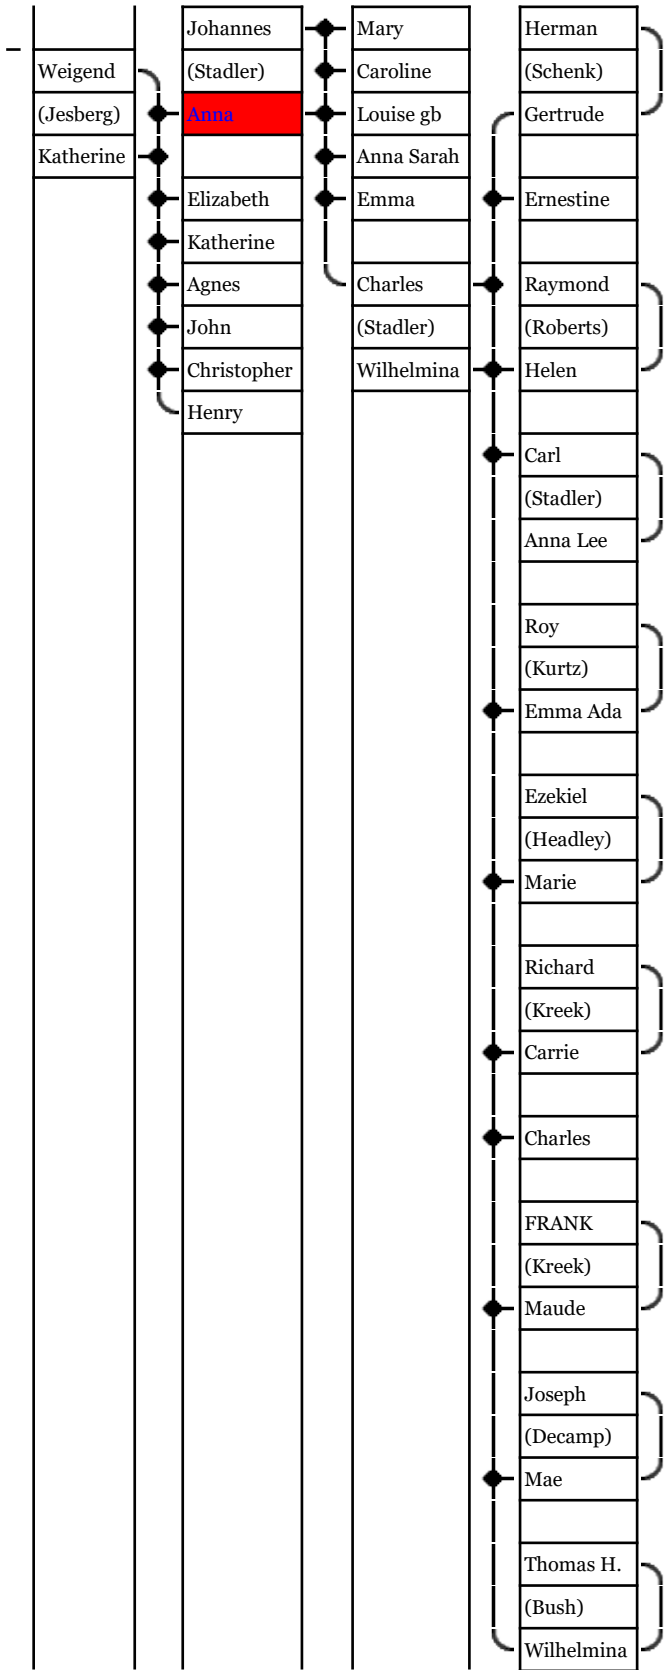 Weigend
(Jesberg)
Katherine
Johannes
(Stadler)
Anna
Elizabeth
Katherine
Agnes
John
Christopher
Henry
Mary
Caroline
Louise gb
Anna Sarah
Emma
Charles
(Stadler)
Wilhelmina
Herman
(Schenk)
Gertrude
Ernestine
Raymond
(Roberts)
Helen
Carl
(Stadler)
Anna Lee
Roy
(Kurtz)
Emma Ada
Ezekiel
(Headley)
Marie
Richard
(Kreek)
Carrie
Charles
FRANK
(Kreek)
Maude
Joseph
(Decamp)
Mae
Thomas H.
(Bush)
Wilhelmina